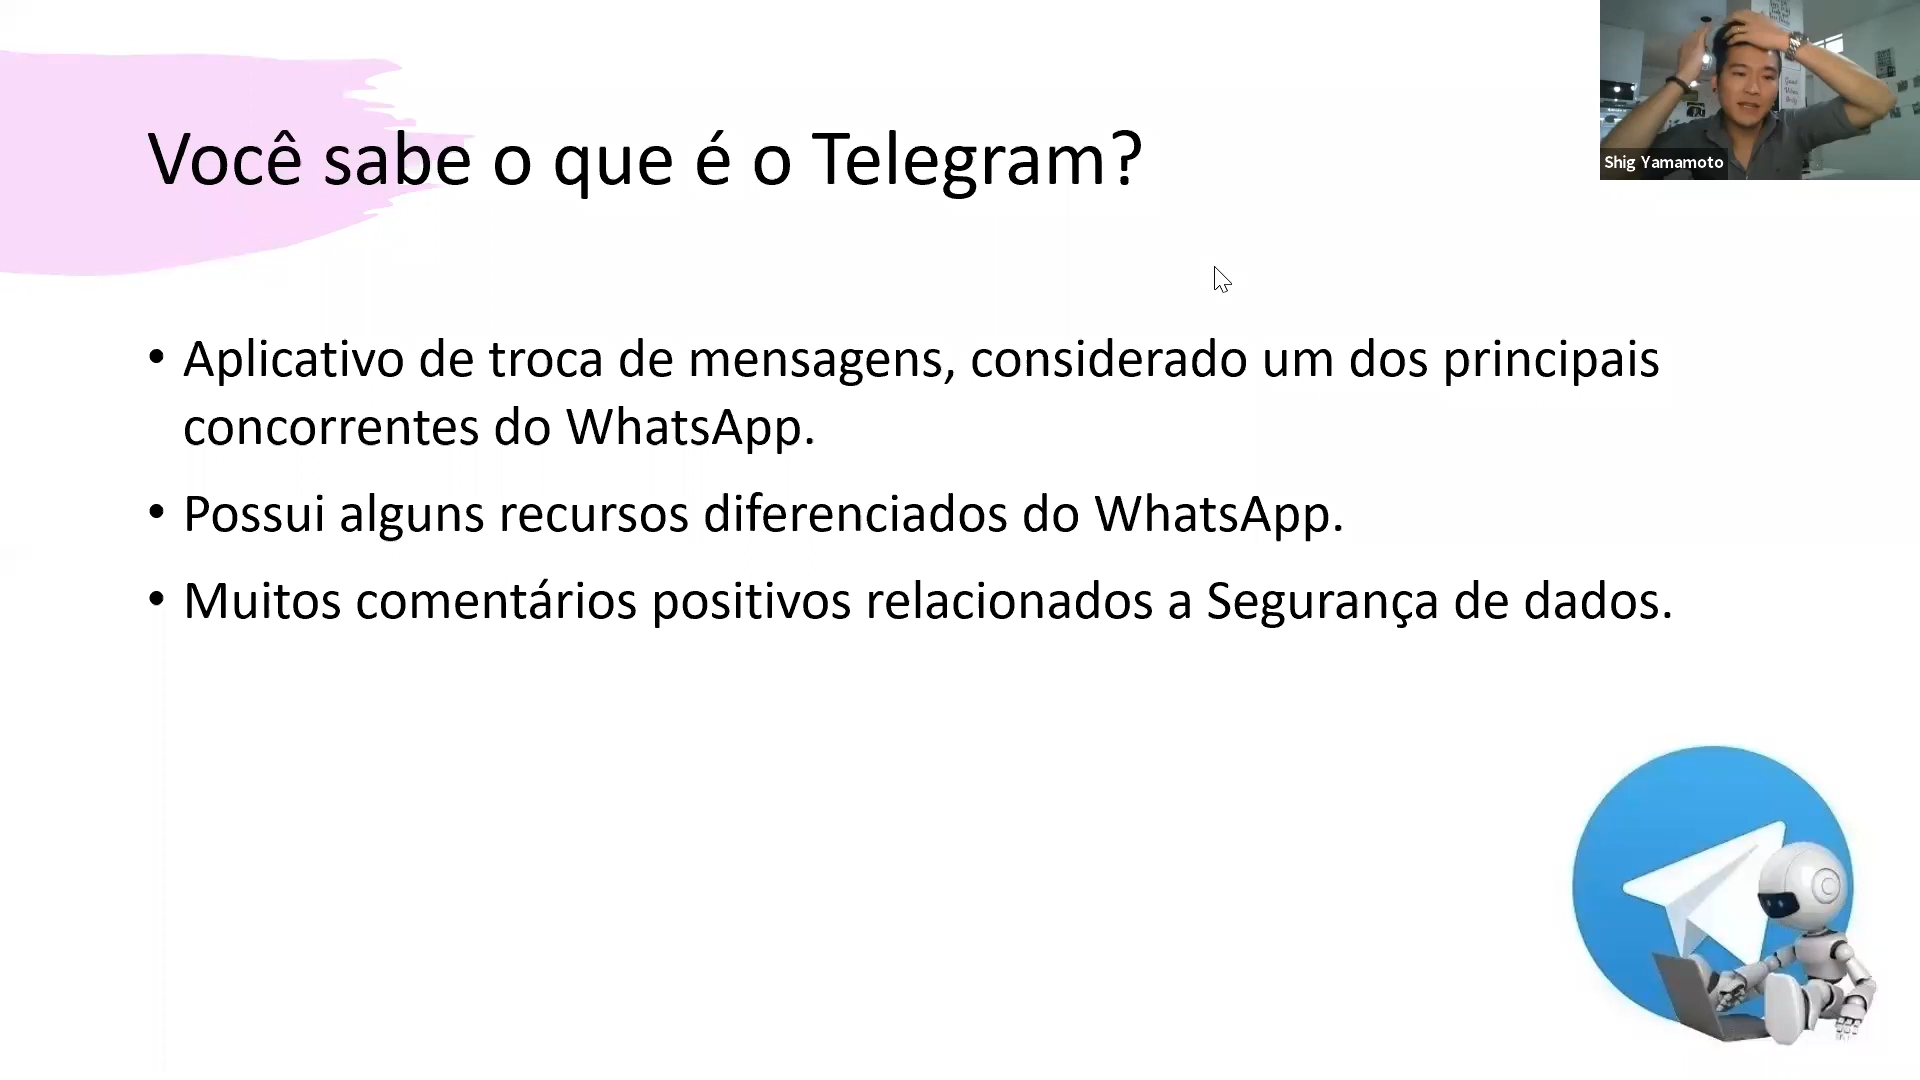 Você sabe o que é o Telegram?
Shig Yamamoto
• Aplicativo de troca de mensagens, considerado um dos principais
concorrentes do WhatsApp.
• Possui alguns recursos diferenciados do WhatsApp.
• Muitos comentários positivos relacionados a Segurança de dados.